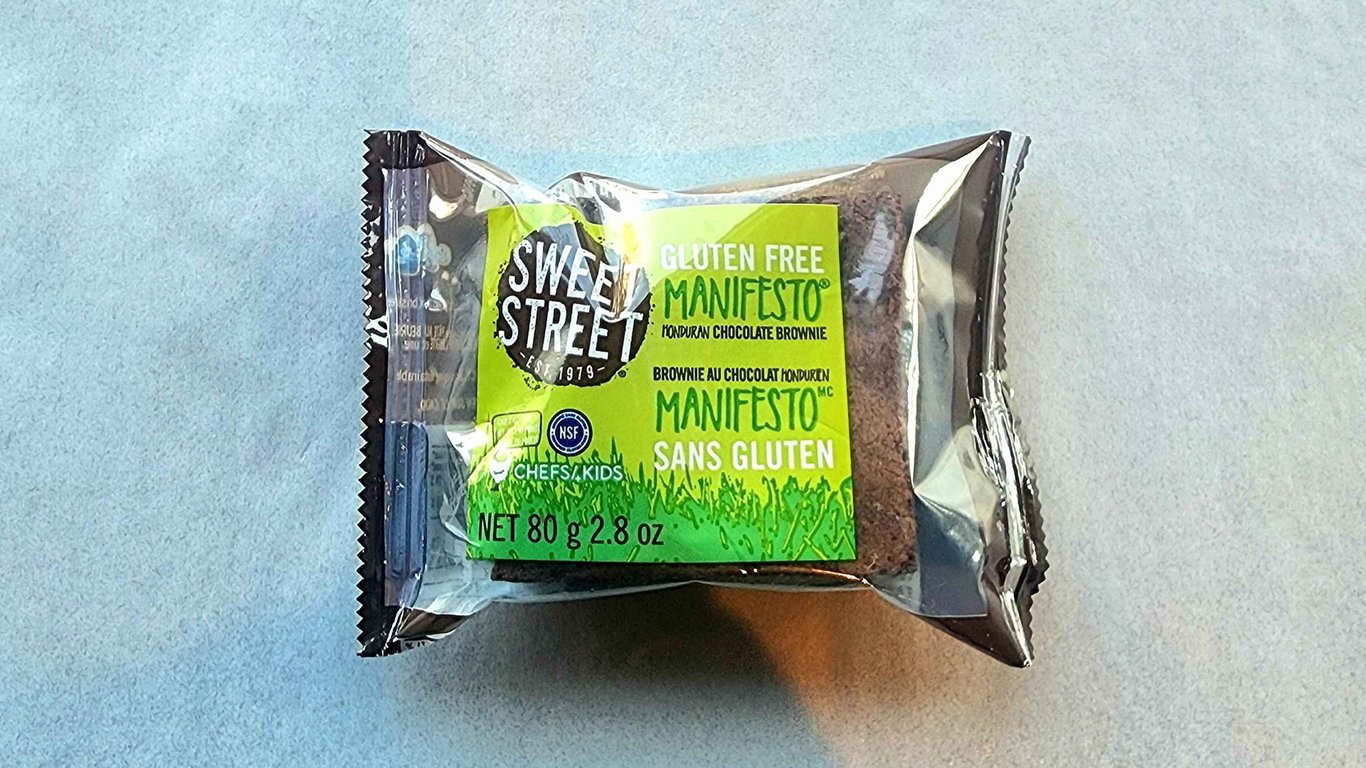 SWEET
STREET
-EST. 1979-
GLUTEN FREE
MANIFESTO®
HONDURAN CHOCOLATE BROWNIE
BROWNIE AU CHOCOLAT HONDURIEN
MANIFESTO MC
SANS GLUTEN
NSF
CHEFS4KIDS
NET 80 g 2.8 oz